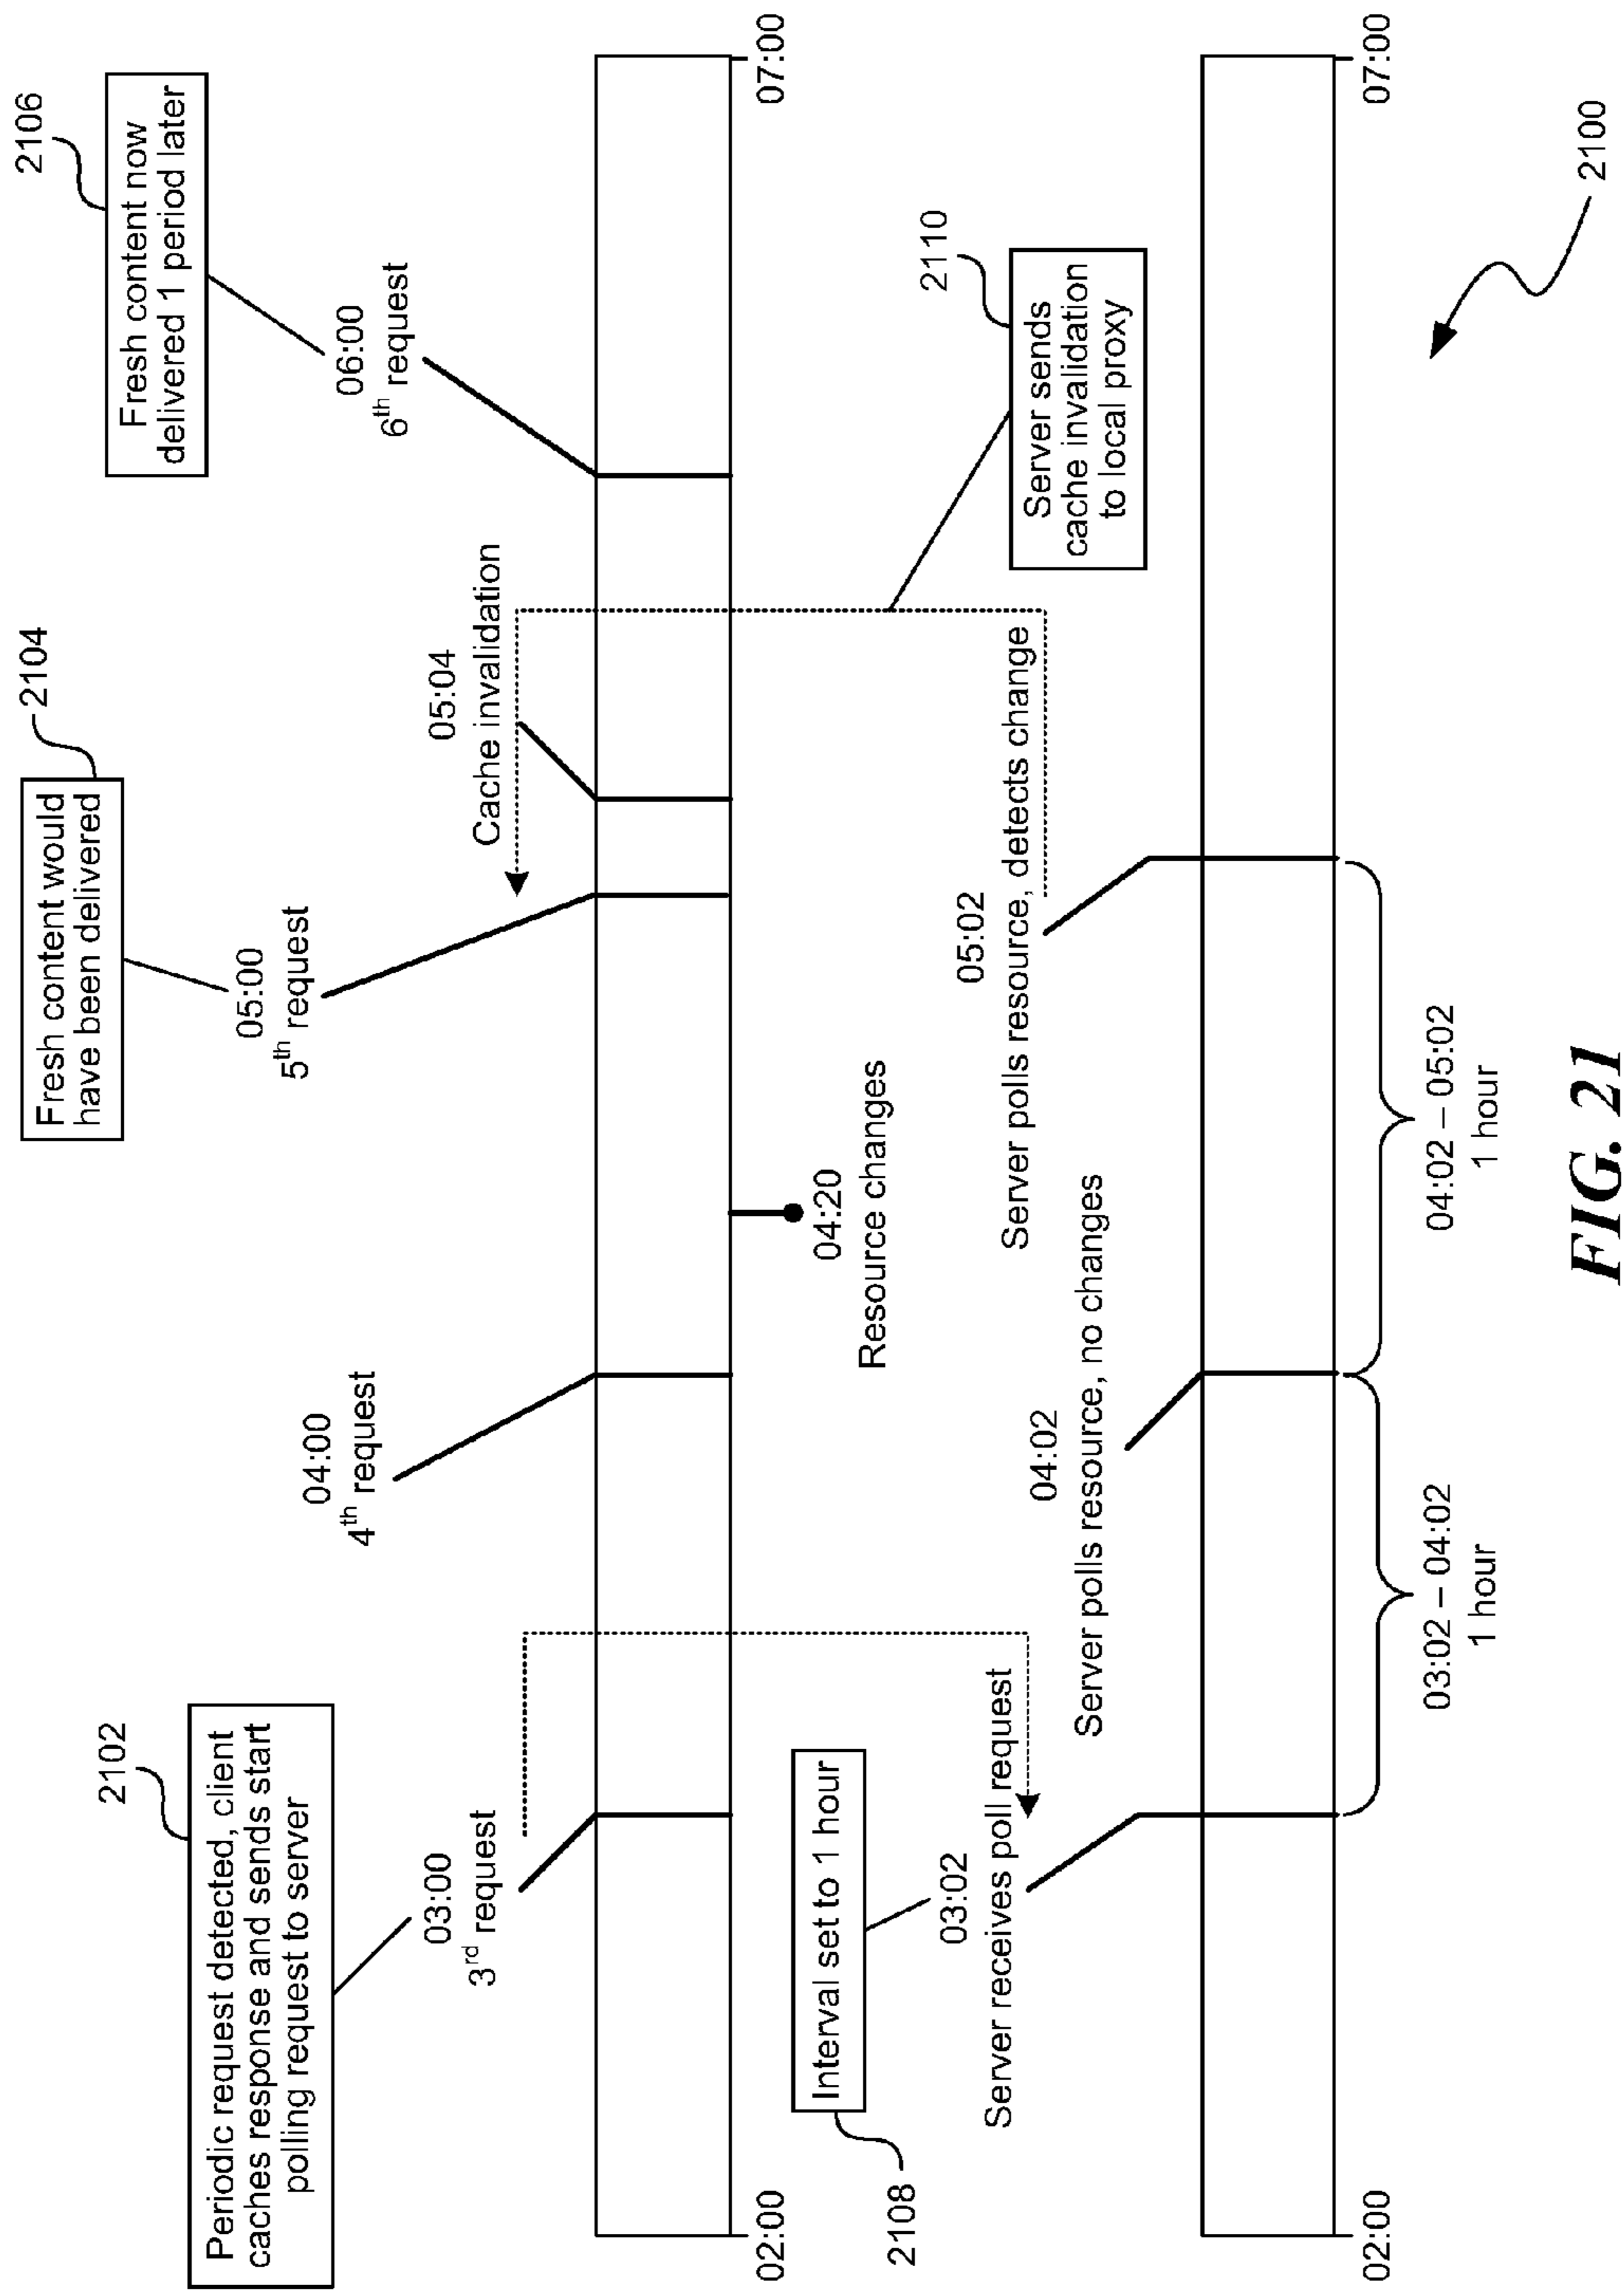 2102
Periodic request detected, client
caches response and sends start
polling request to server
03:00
3rd request
04:00
4th request
2104
Fresh content would
have been delivered
05:00
5th request
05:04
Cache invalidation
2106
Fresh content now
delivered 1 period later
06:00
6th request
02:00
07:00
04:20
Resource changes
2108
Interval set to 1 hour
03:02
Server receives poll request
04:02
Server polls resource, no changes
05:02
Server polls resource, detects change
2110
Server sends
cache invalidation
to local proxy
02:00
07:00
03:02 – 04:02
1 hour
04:02 – 05:02
1 hour
2100
FIG. 21